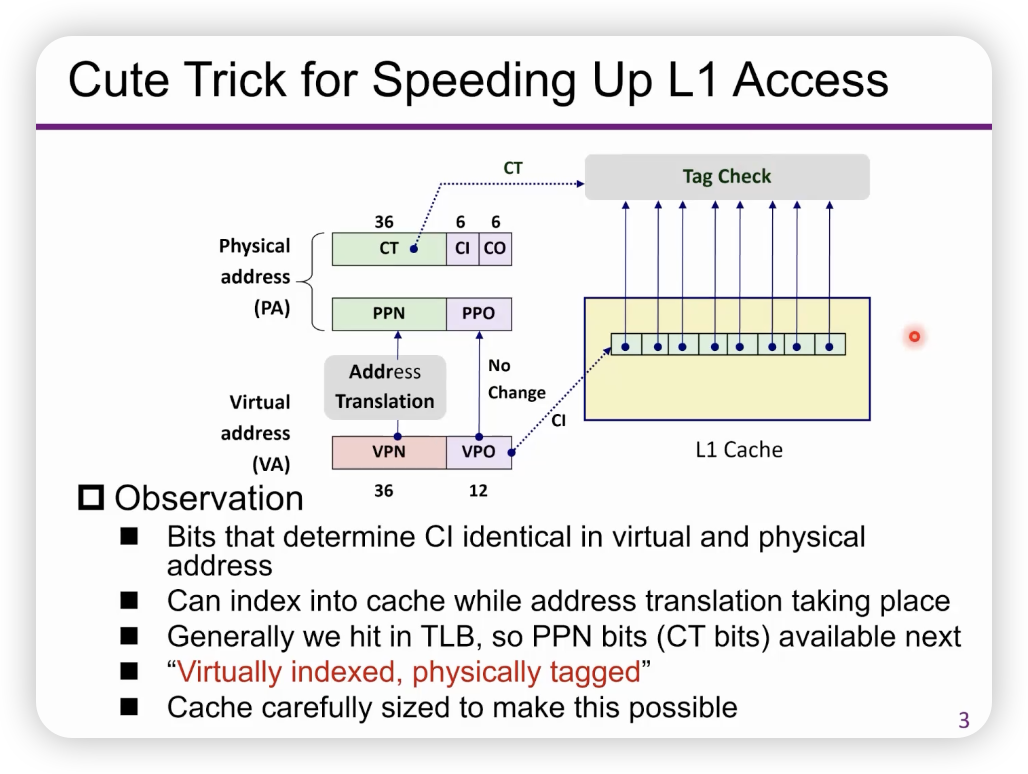 Cute Trick for Speeding Up L1 Access
CT
Tag Check
36 6 6
Physical
address
(PA)
CT CI CO
PPN PPO
Address
Translation
No
Change
CI
Virtual
address
(VA)
VPN VPO
L1 Cache
36 12
Observation
Bits that determine CI identical in virtual and physical
address
Can index into cache while address translation taking place
Generally we hit in TLB, so PPN bits (CT bits) available next
“Virtually indexed, physically tagged”
Cache carefully sized to make this possible
3